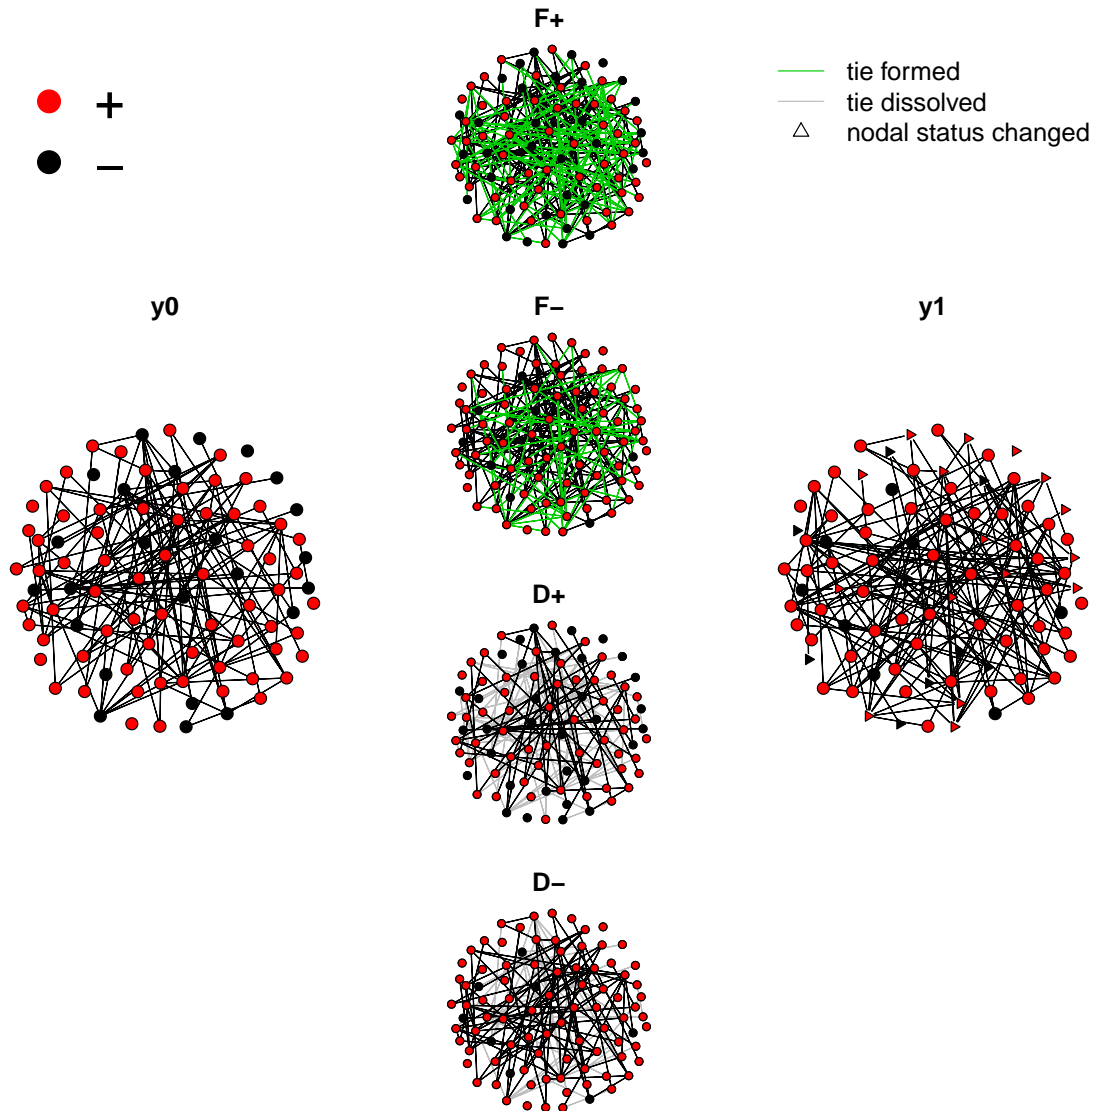 F+
+
−
tie formed
tie dissolved
nodal status changed
y0
F−
y1
D+
D−